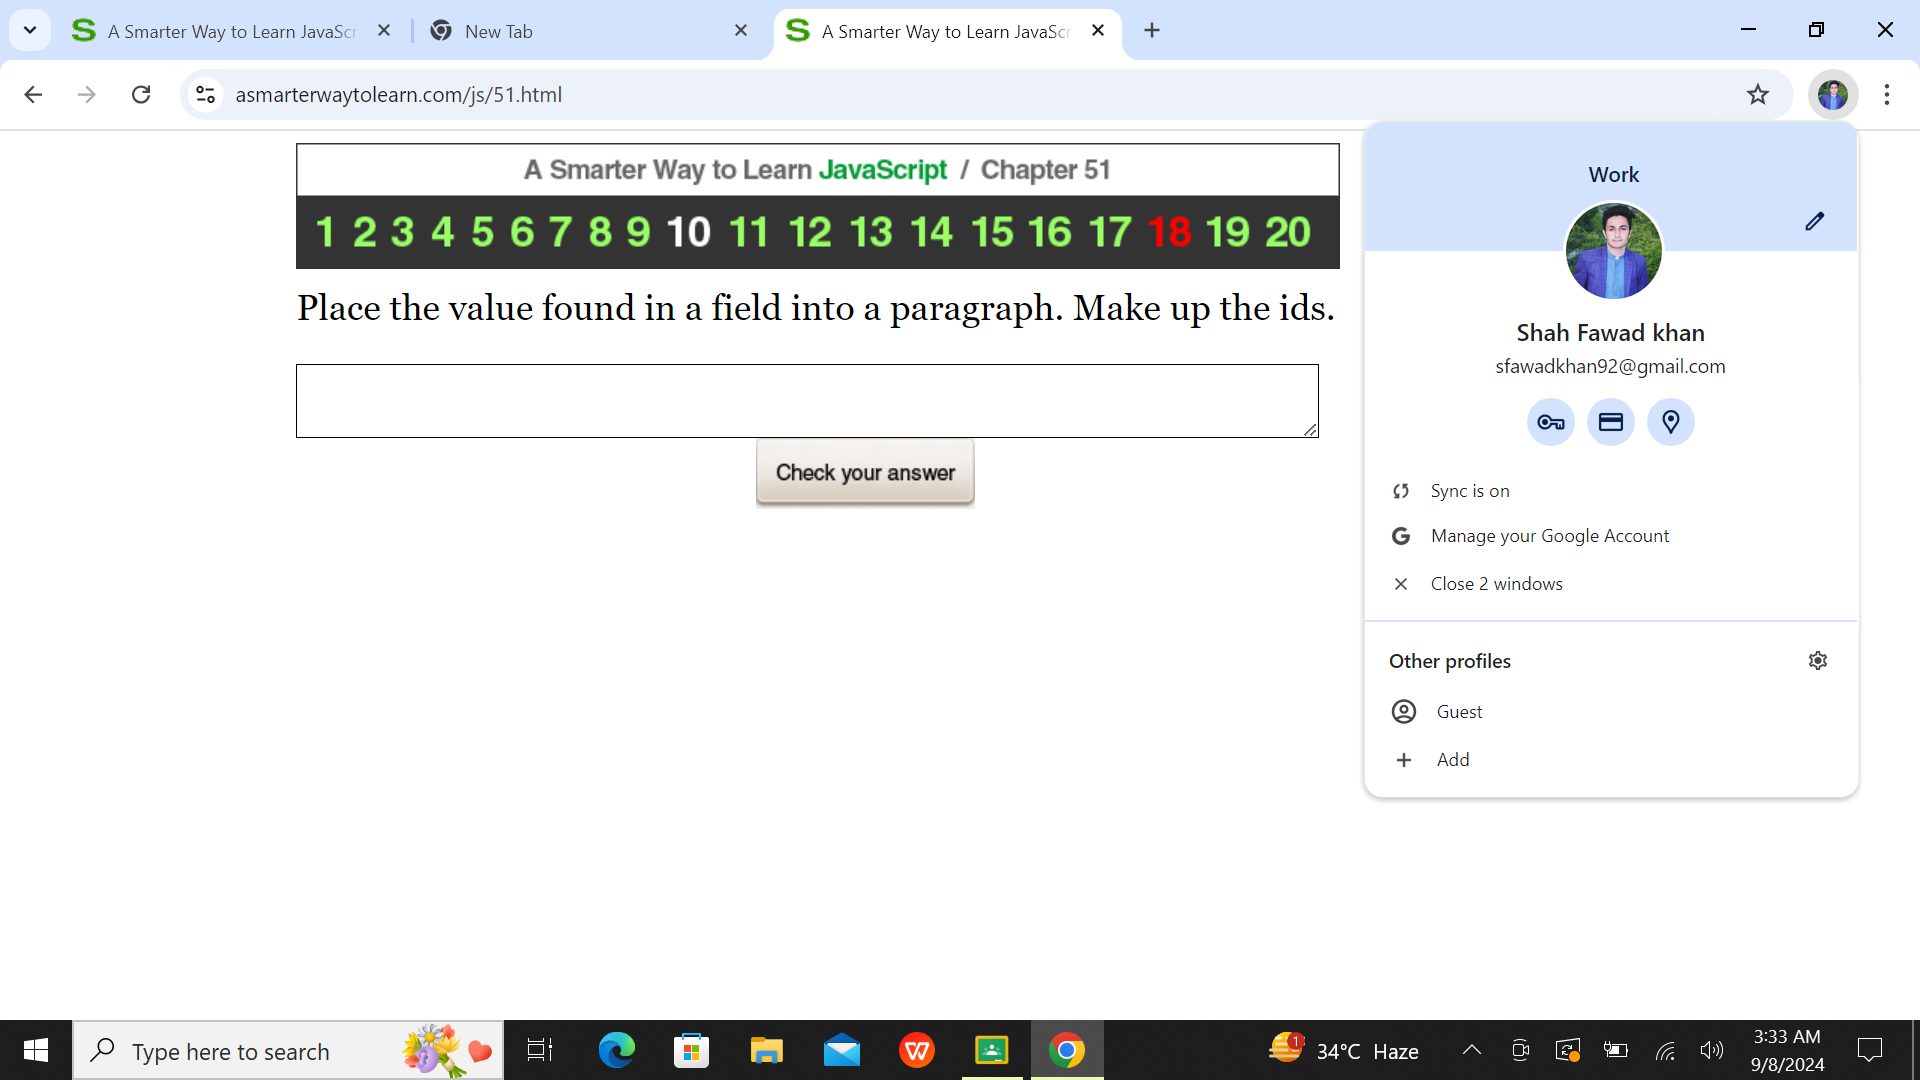 A Smarter Way to Learn JavaScr
New Tab
A Smarter Way to Learn JavaScr
asmarterwaytolearn.com/js/51.html
A Smarter Way to Learn JavaScript / Chapter 51
1 2 3 4 5 6 7 8 9 10 11 12 13 14 15 16 17 18 19 20
Place the value found in a field into a paragraph. Make up the ids.
Check your answer
Work
Shah Fawad khan
sfawadkhan92@gmail.com
Sync is on
Manage your Google Account
Close 2 windows
Other profiles
Guest
Add
Type here to search
1
34°C Haze
3:33 AM
9/8/2024